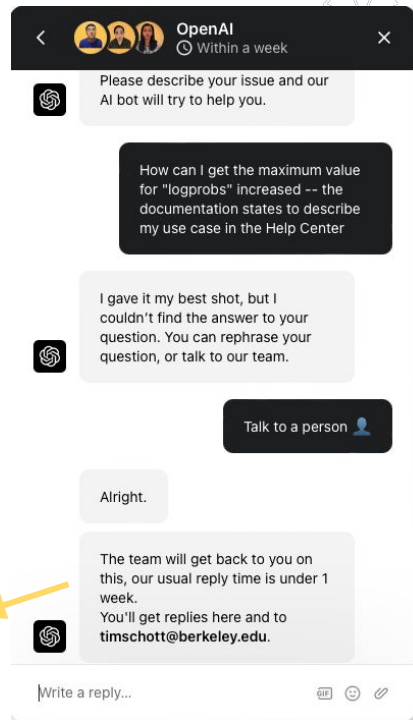 OpenAI
Within a week
Please describe your issue and our
AI bot will try to help you.
How can I get the maximum value
for "logprobs" increased -- the
documentation states to describe
my use case in the Help Center
I gave it my best shot, but I
couldn't find the answer to your
question. You can rephrase your
question, or talk to our team.
Talk to a person 👤
Alright.
The team will get back to you on
this, our usual reply time is under 1
week.
You'll get replies here and to
timschott@berkeley.edu.
Write a reply...
GIF